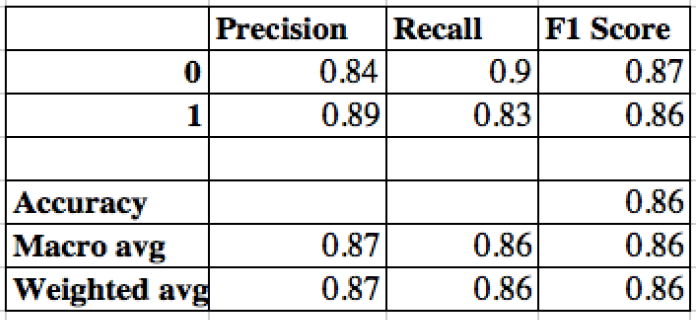 Precision Recall F1 Score
0 0.84 0.9 0.87
1 0.89 0.83 0.86
Accuracy 0.86
Macro avg 0.87 0.86 0.86
Weighted avg 0.87 0.86 0.86